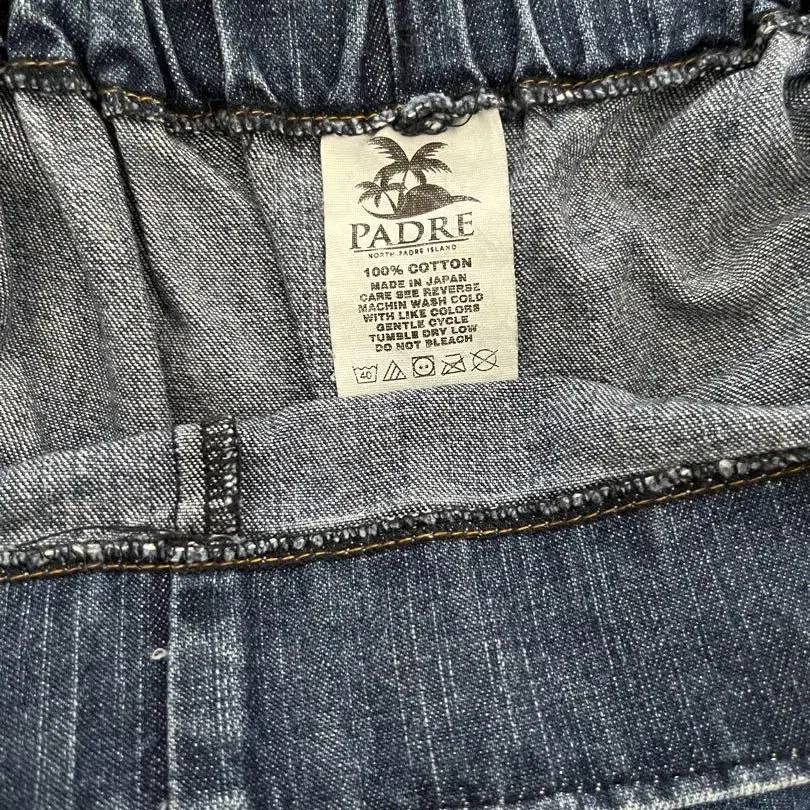 PADRE
NORTH PADRE ISLAND
100% COTTON
MADE IN JAPAN
CARE SEE REVERSE
MACHIN WASH COLD
WITH LIKE COLORS
GENTLE CYCLE
TUMBLE DRY LOW
DO NOT BLEACH
40